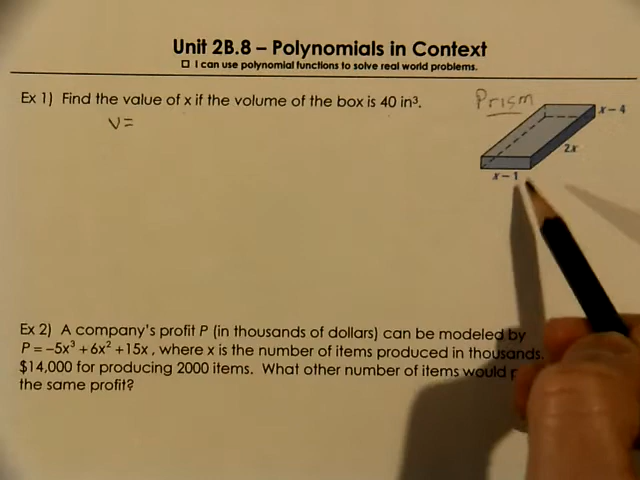 Unit 2B.8 – Polynomials in Context
☐ I can use polynomial functions to solve real world problems.
Ex 1) Find the value of x if the volume of the box is 40 in³.
Prism
V=
x – 4
2x
x – 1
Ex 2) A company's profit P (in thousands of dollars) can be modeled by
P = –5x³ + 6x² +15x, where x is the number of items produced in thousands.
$14,000 for producing 2000 items. What other number of items would
the same profit?